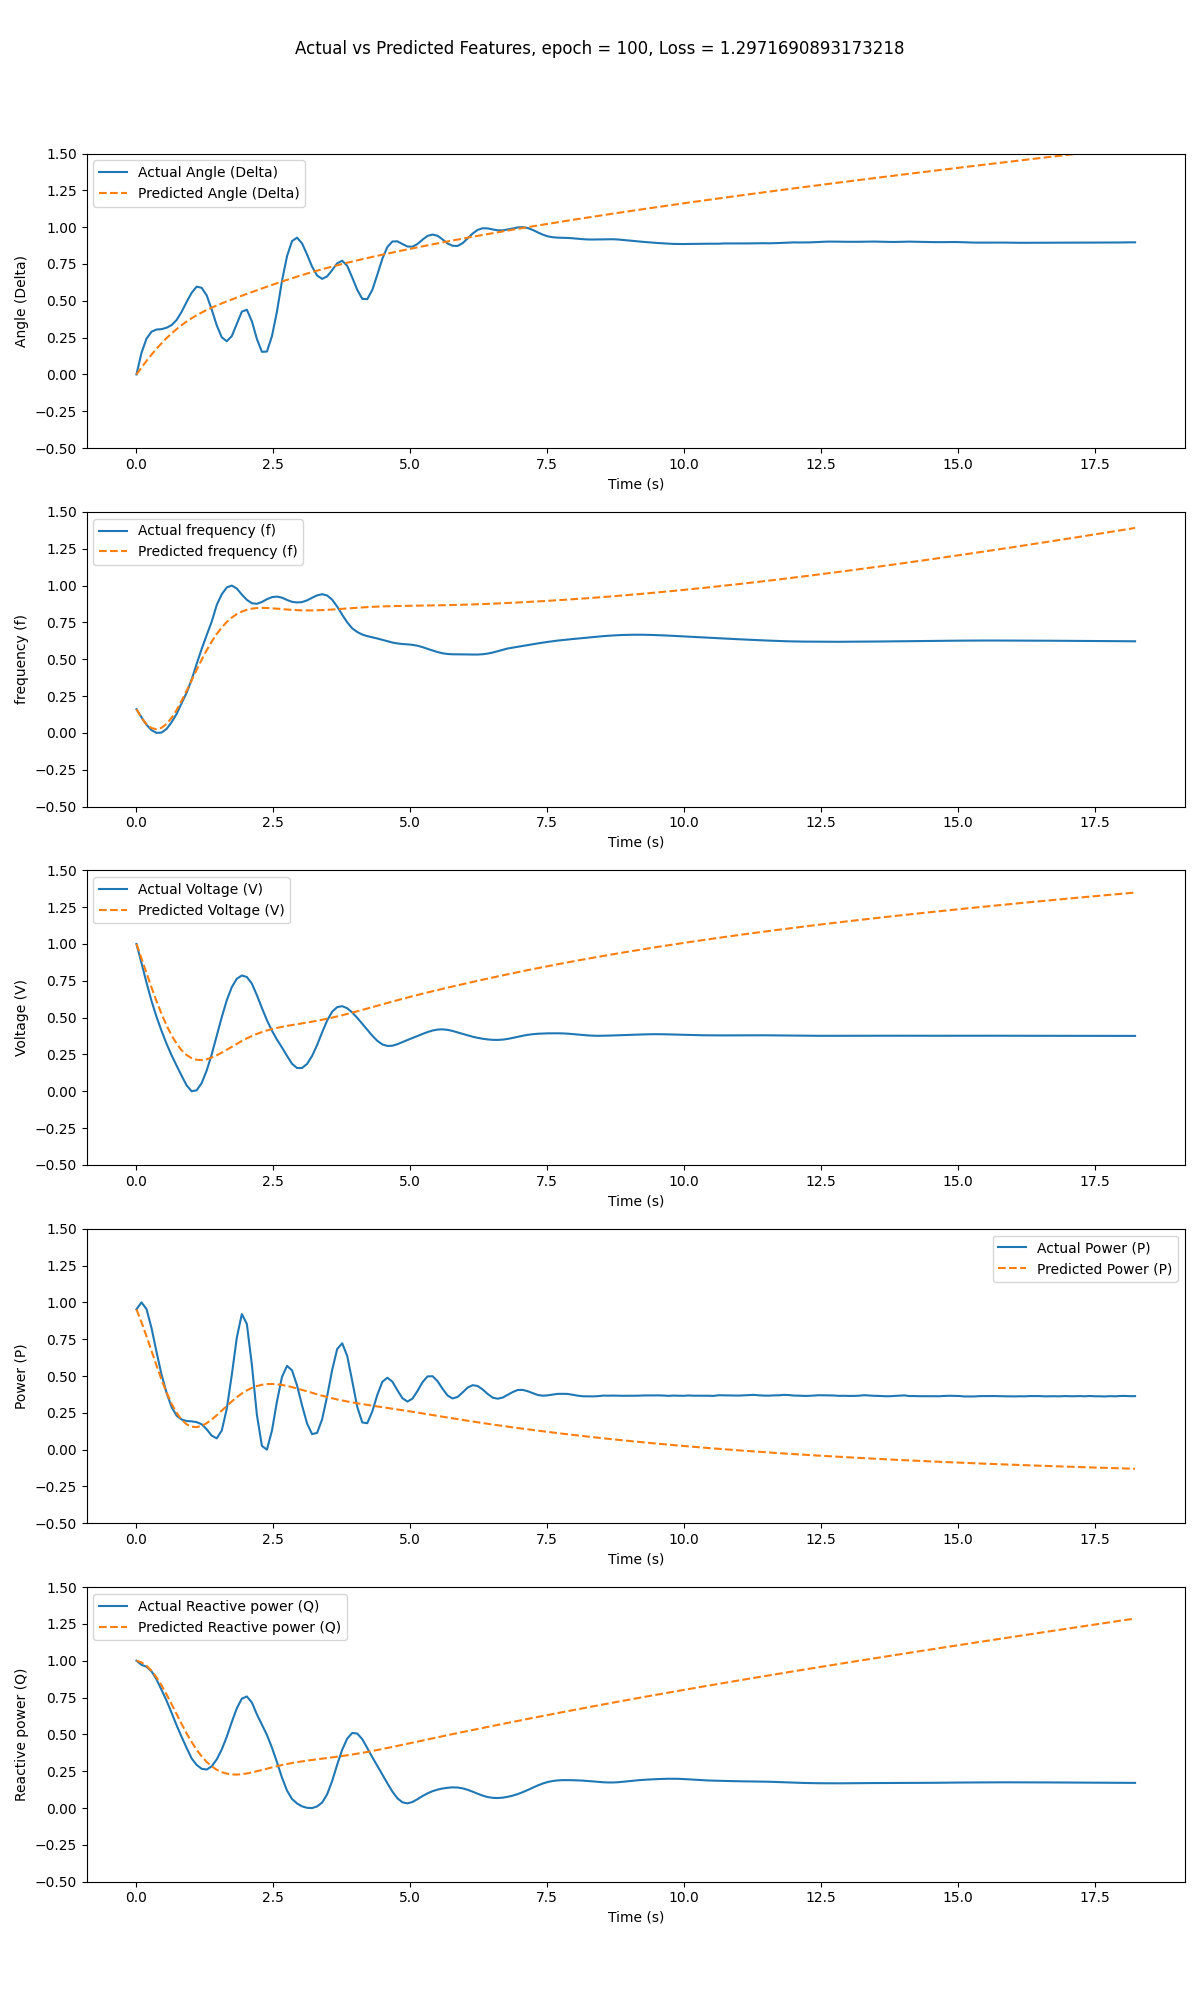 Actual vs Predicted Features, epoch = 100, Loss = 1.2971690893173218
Actual Angle (Delta)
Predicted Angle (Delta)
Angle (Delta)
1.50
1.25
1.00
0.75
0.50
0.25
0.00
−0.25
−0.50
0.0 2.5 5.0 7.5 10.0 12.5 15.0 17.5
Time (s)
Actual frequency (f)
Predicted frequency (f)
frequency (f)
1.50
1.25
1.00
0.75
0.50
0.25
0.00
−0.25
−0.50
0.0 2.5 5.0 7.5 10.0 12.5 15.0 17.5
Time (s)
Actual Voltage (V)
Predicted Voltage (V)
Voltage (V)
1.50
1.25
1.00
0.75
0.50
0.25
0.00
−0.25
−0.50
0.0 2.5 5.0 7.5 10.0 12.5 15.0 17.5
Time (s)
Actual Power (P)
Predicted Power (P)
Power (P)
1.50
1.25
1.00
0.75
0.50
0.25
0.00
−0.25
−0.50
0.0 2.5 5.0 7.5 10.0 12.5 15.0 17.5
Time (s)
Actual Reactive power (Q)
Predicted Reactive power (Q)
Reactive power (Q)
1.50
1.25
1.00
0.75
0.50
0.25
0.00
−0.25
−0.50
0.0 2.5 5.0 7.5 10.0 12.5 15.0 17.5
Time (s)